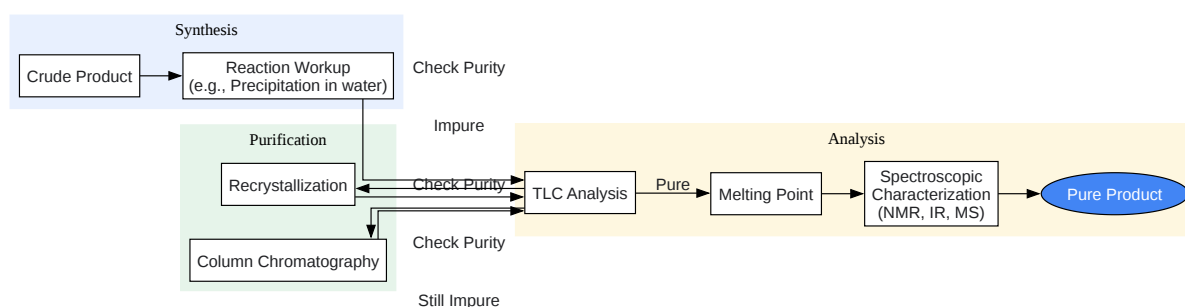 Synthesis
Crude Product
Reaction Workup
(e.g., Precipitation in water)
Check Purity
Impure
Purification
Recrystallization
Check Purity
Column Chromatography
Check Purity
Still Impure
Analysis
TLC Analysis
Pure
Melting Point
Spectroscopic
Characterization
(NMR, IR, MS)
Pure Product